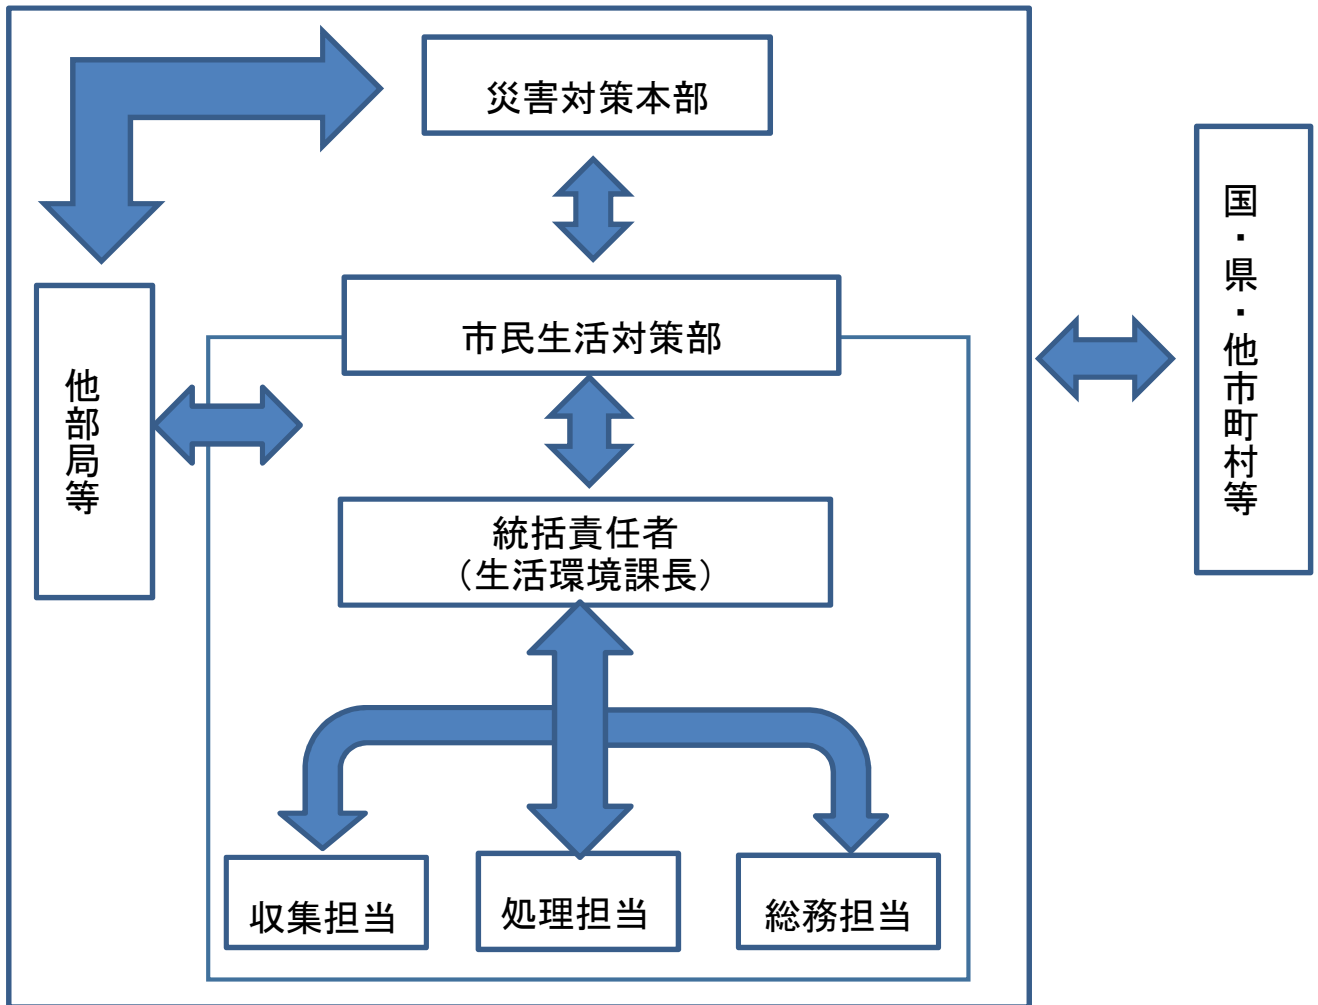 災害対策本部
市民生活対策部
他部局等
統括責任者
（生活環境課長）
収集担当
処理担当
総務担当
国・県・他市町村等